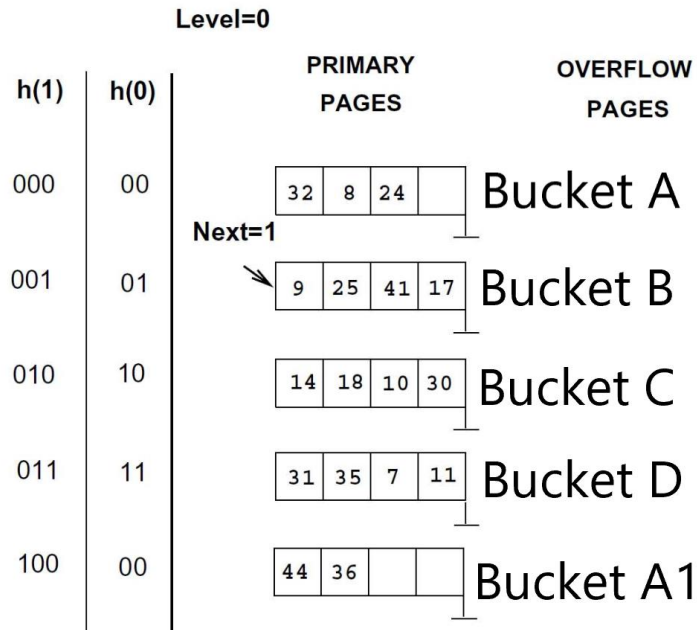 Level=0
h(1) h(0) PRIMARY PAGES OVERFLOW PAGES
000 00 32 8 24 Bucket A
Next=1
001 01 9 25 41 17 Bucket B
010 10 14 18 10 30 Bucket C
011 11 31 35 7 11 Bucket D
100 00 44 36 Bucket A1